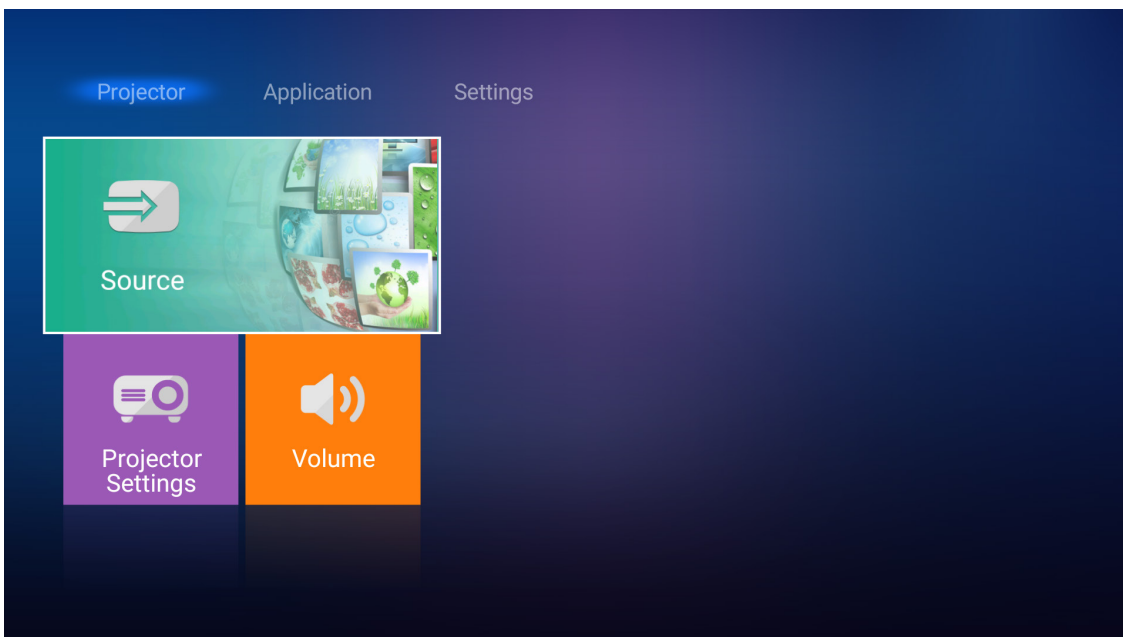 Projector
Application
Settings
Source
Projector
Settings
Volume